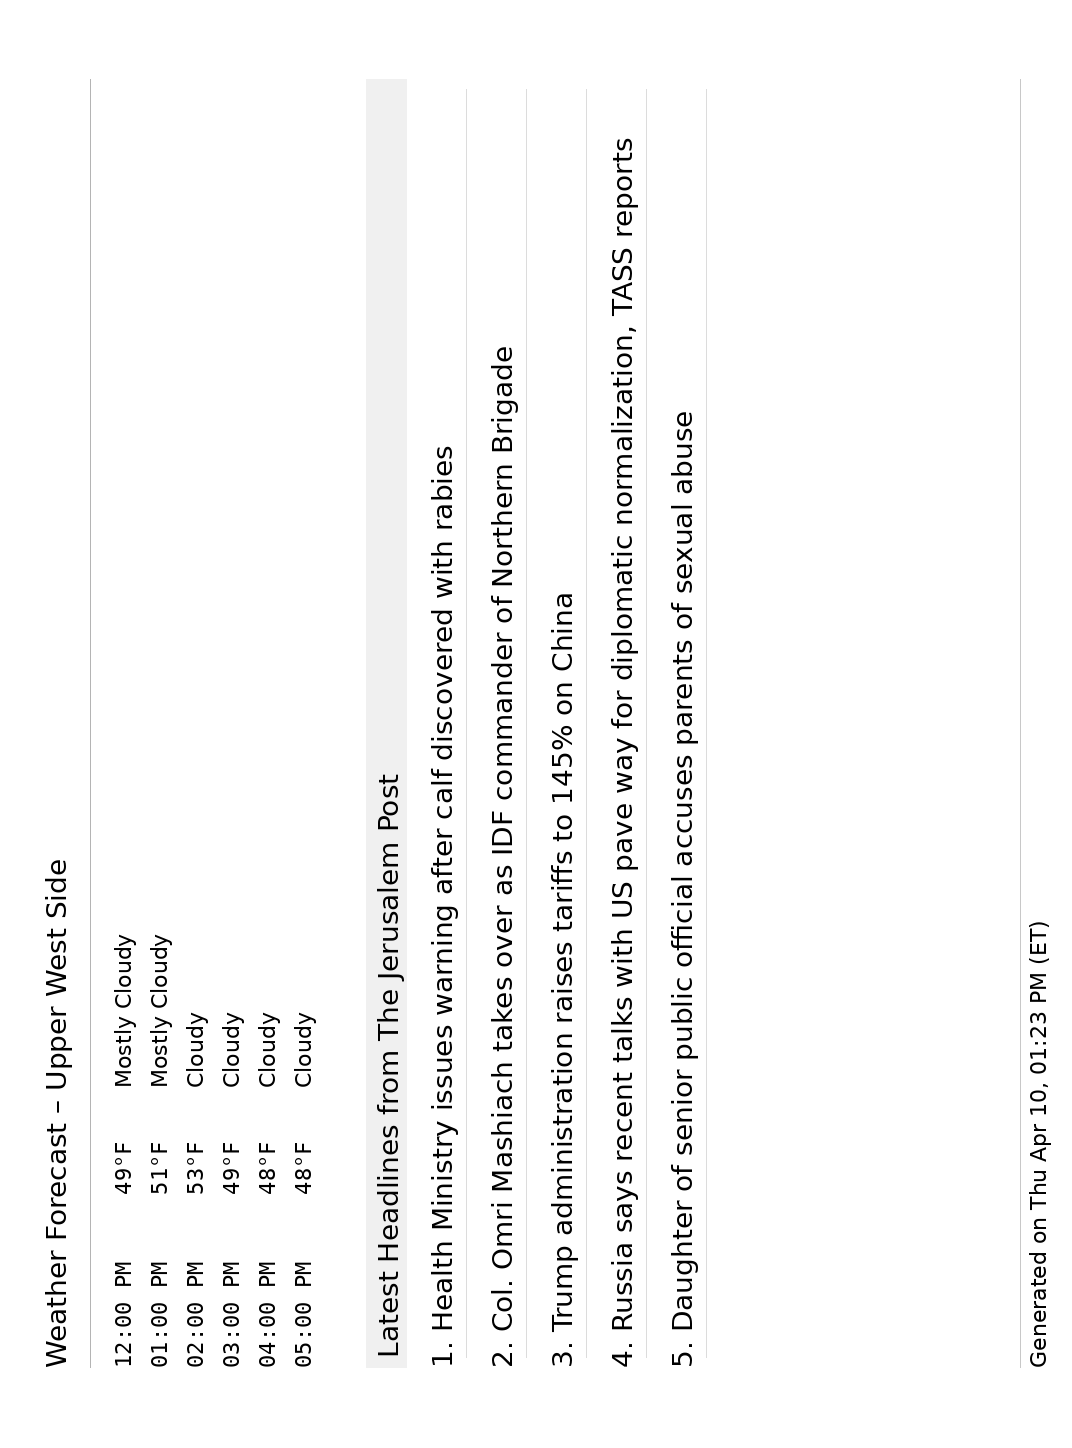 Weather Forecast – Upper West Side
12:00 PM 49°F Mostly Cloudy
01:00 PM 51°F Mostly Cloudy
02:00 PM 53°F Cloudy
03:00 PM 49°F Cloudy
04:00 PM 48°F Cloudy
05:00 PM 48°F Cloudy
Latest Headlines from The Jerusalem Post
1. Health Ministry issues warning after calf discovered with rabies
2. Col. Omri Mashiach takes over as IDF commander of Northern Brigade
3. Trump administration raises tariffs to 145% on China
4. Russia says recent talks with US pave way for diplomatic normalization, TASS reports
5. Daughter of senior public official accuses parents of sexual abuse
Generated on Thu Apr 10, 01:23 PM (ET)